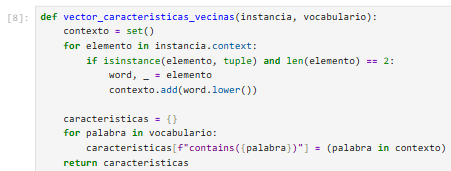 [8]: def vector_caracteristicas_vecinas(instancia, vocabulario):
    contexto = set()
    for elemento in instancia.context:
        if isinstance(elemento, tuple) and len(elemento) == 2:
            word, _ = elemento
            contexto.add(word.lower())

    caracteristicas = {}
    for palabra in vocabulario:
        caracteristicas[f"contains({palabra})"] = (palabra in contexto)
    return caracteristicas